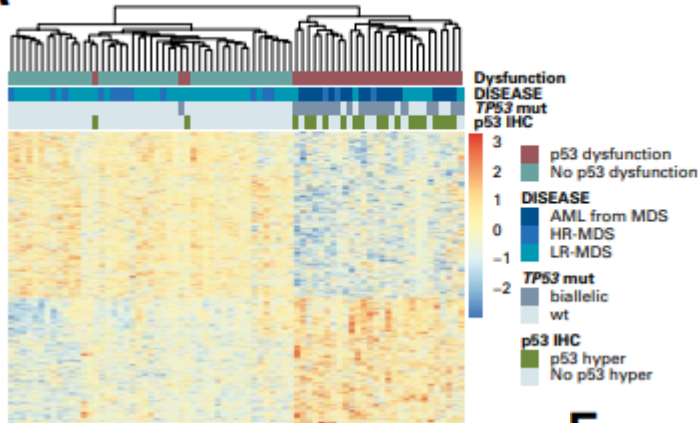 Dysfunction
DISEASE
TP53 mut
p53 IHC
3
2
1
0
−1
−2
p53 dysfunction
No p53 dysfunction
DISEASE
AML from MDS
HR-MDS
LR-MDS
TP53 mut
biallelic
wt
p53 IHC
p53 hyper
No p53 hyper